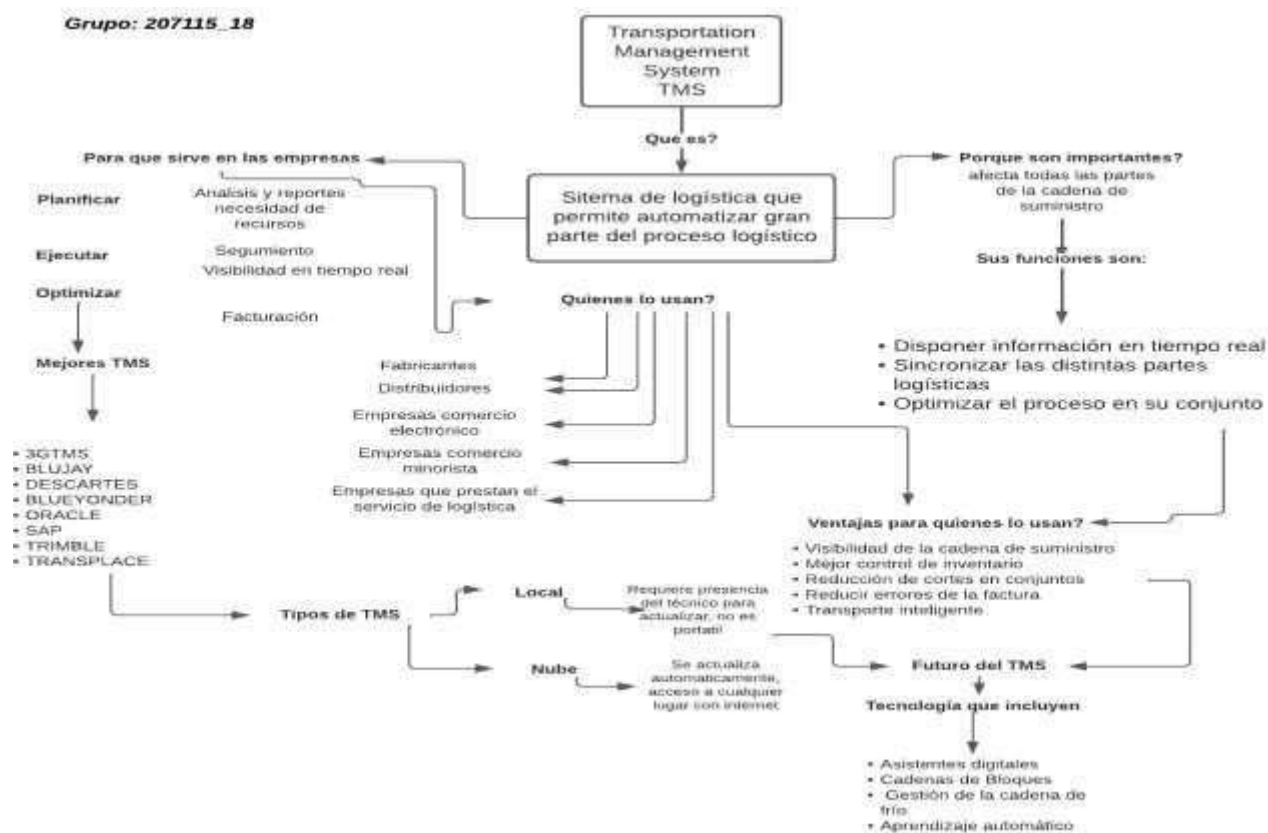 Grupo: 207115_18
Transportation
Management
System
TMS
Que es?
Para que sirve en las empresas
Porque son importantes?
afecta todas las partes
de la cadena de
suministro
Sitema de logística que
permite automatizar gran
parte del proceso logístico
Planificar
Analisis y reportes
necesidad de
recursos
Ejecutar
Segumiento
Visibilidad en tiempo real
Sus funciones son:
Optimizar
Facturación
Quienes lo usan?
• Disponer información en tiempo real
• Sincronizar las distintas partes
logísticas
• Optimizar el proceso en su conjunto
Mejores TMS
Fabricantes
Distribuidores
Empresas comercio
electrónico
Empresas comercio
minorista
Empresas que prestan el
servicio de logística
• 3GTMS
• BLUJAY
• DESCARTES
• BLUEYONDER
• ORACLE
• SAP
• TRIMBLE
• TRANSPLACE
Ventajas para quienes lo usan?
• Visibilidad de la cadena de suministro
• Mejor control de inventario
• Reducción de cortes en conjuntos
• Reducir errores de la factura
• Transporte inteligente
Tipos de TMS
Local
Requiere presencia
del técnico para
actualizar, no es
portatil
Nube
Se actualiza
automaticamente,
acceso a cualquier
lugar con internet
Futuro del TMS
Tecnología que incluyen
• Asistentes digitales
• Cadenas de Bloques
• Gestión de la cadena de
frío
• Aprendizaje automático